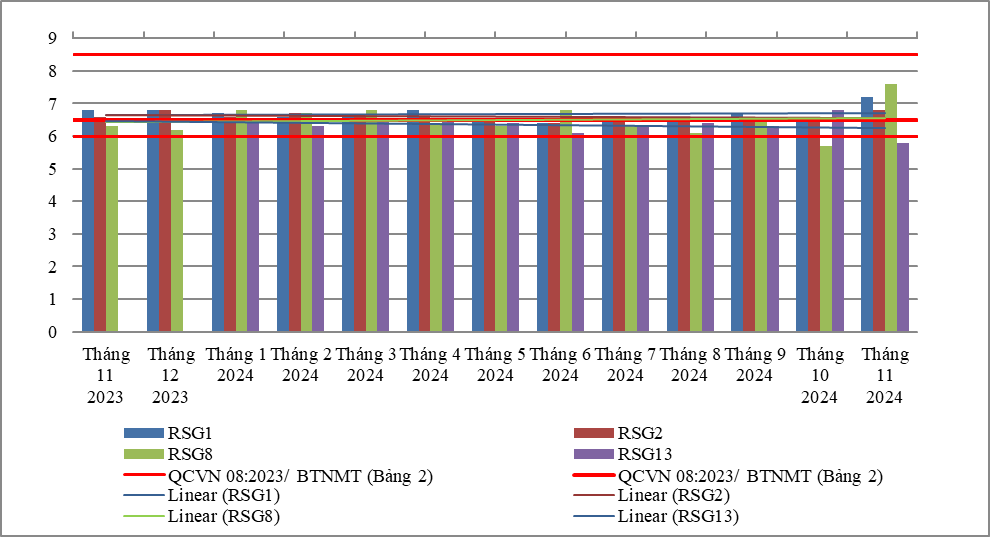 9
8
7
6
5
4
3
2
1
0
Tháng 11 2023
Tháng 12 2023
Tháng 1 2024
Tháng 2 2024
Tháng 3 2024
Tháng 4 2024
Tháng 5 2024
Tháng 6 2024
Tháng 7 2024
Tháng 8 2024
Tháng 9 2024
Tháng 10 2024
Tháng 11 2024
RSG1
RSG2
RSG8
RSG13
QCVN 08:2023/ BTNMT (Bảng 2)
QCVN 08:2023/ BTNMT (Bảng 2)
Linear (RSG1)
Linear (RSG2)
Linear (RSG8)
Linear (RSG13)